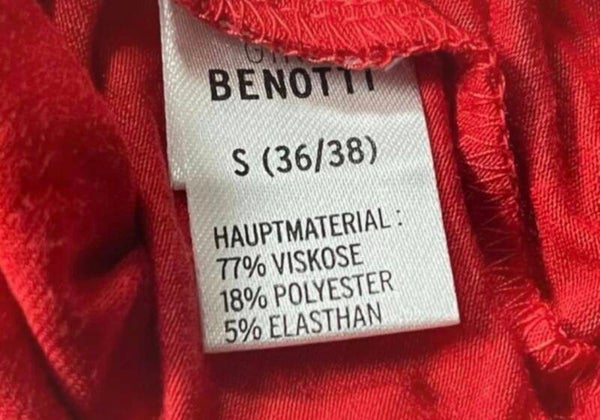 BENOTTI
S (36/38)
HAUPTMATERIAL :
77% VISKOSE
18% POLYESTER
5% ELASTHAN